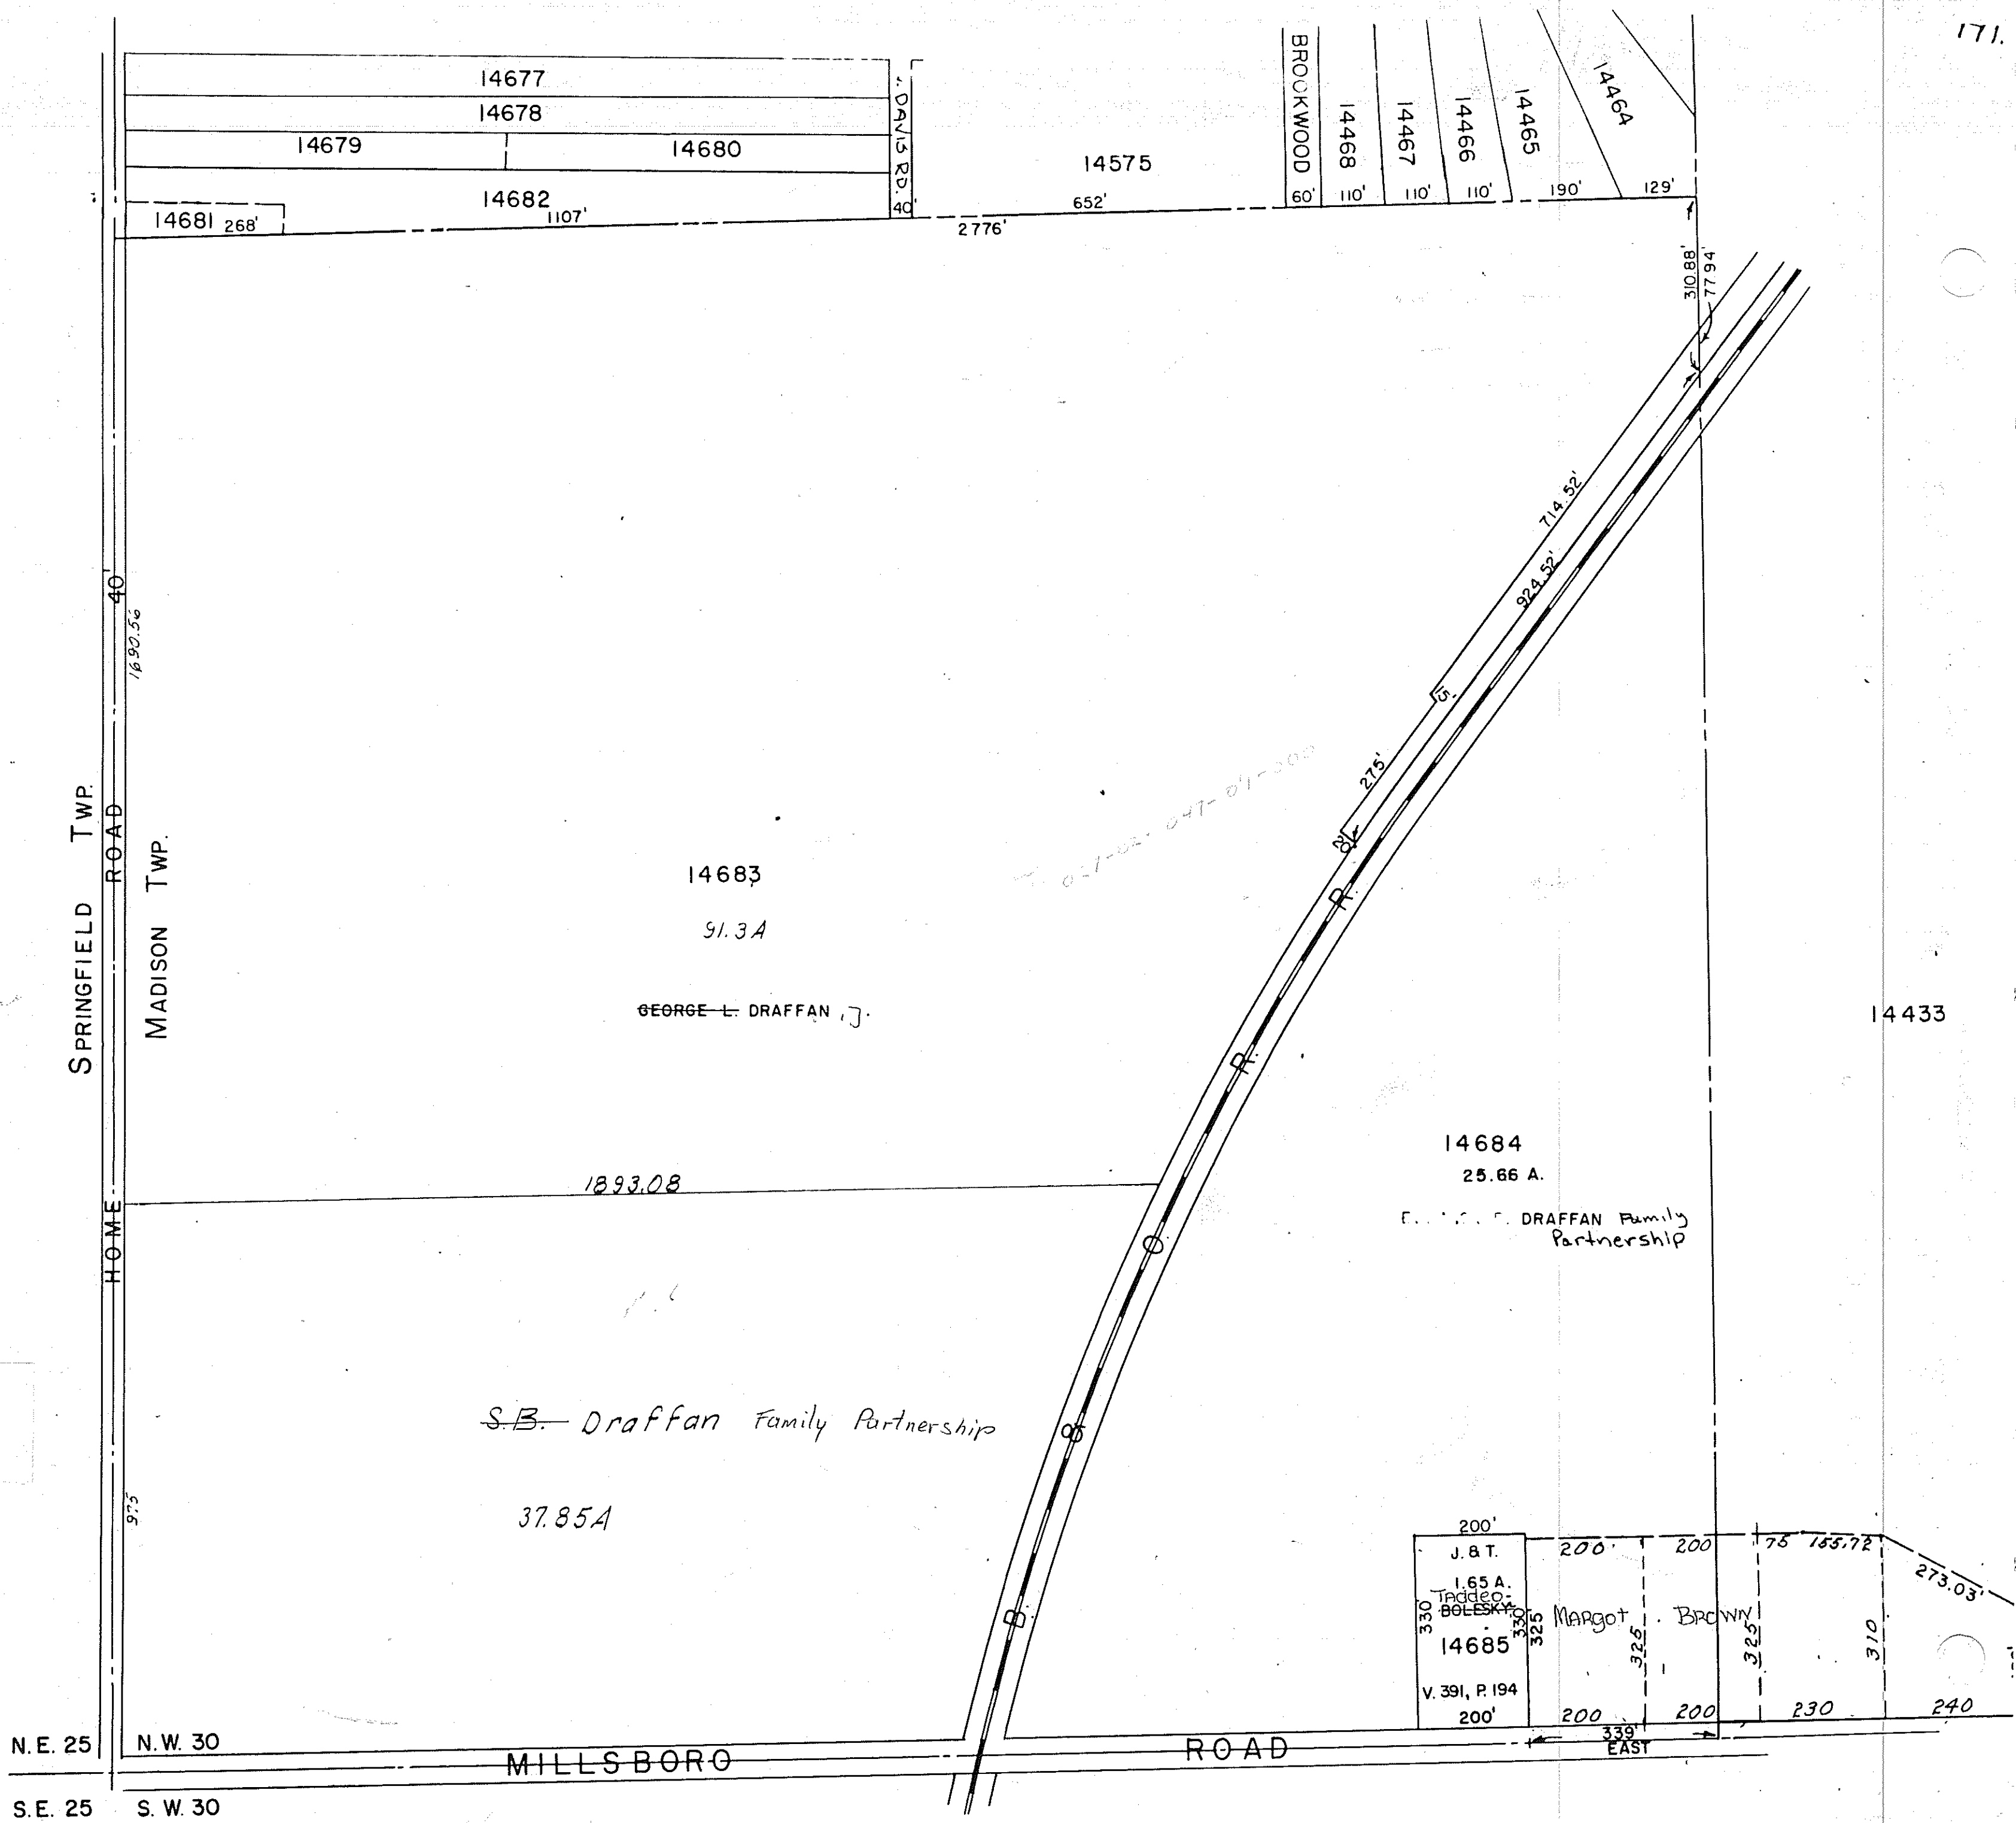 171.
14677
14678
14679
14680
14681 268'
14682
1107'
DAVIS RD.
40'
14575
652'
2776'
BROOKWOOD
60'
14468
110'
14467
110'
14466
110'
14465
190'
14464
129'
310.88'
77.94'
714.52'
924.52'
15'
275'
20'
40'
1690.56
SPRINGFIELD TWP.
HOME ROAD
MADISON TWP.
14683
91.3 A
GEORGE L. DRAFFAN, J.
14433
14684
25.66 A.
DRAFFAN Family
Partnership
1893.08
B. & O. R. R.
S.B. Draffan Family Partnership
37.85A
975
200'
J. & T.
1.65 A.
Taddeo
BOLESKY
330
330
14685
V. 391, P. 194
200'
200'
200
75
155.72
273.03'
325
325
325
310
MARgot BROWN
200
200
230
240
339'
EAST
N.E. 25
N.W. 30
MILLSBORO ROAD
S.E. 25
S.W. 30